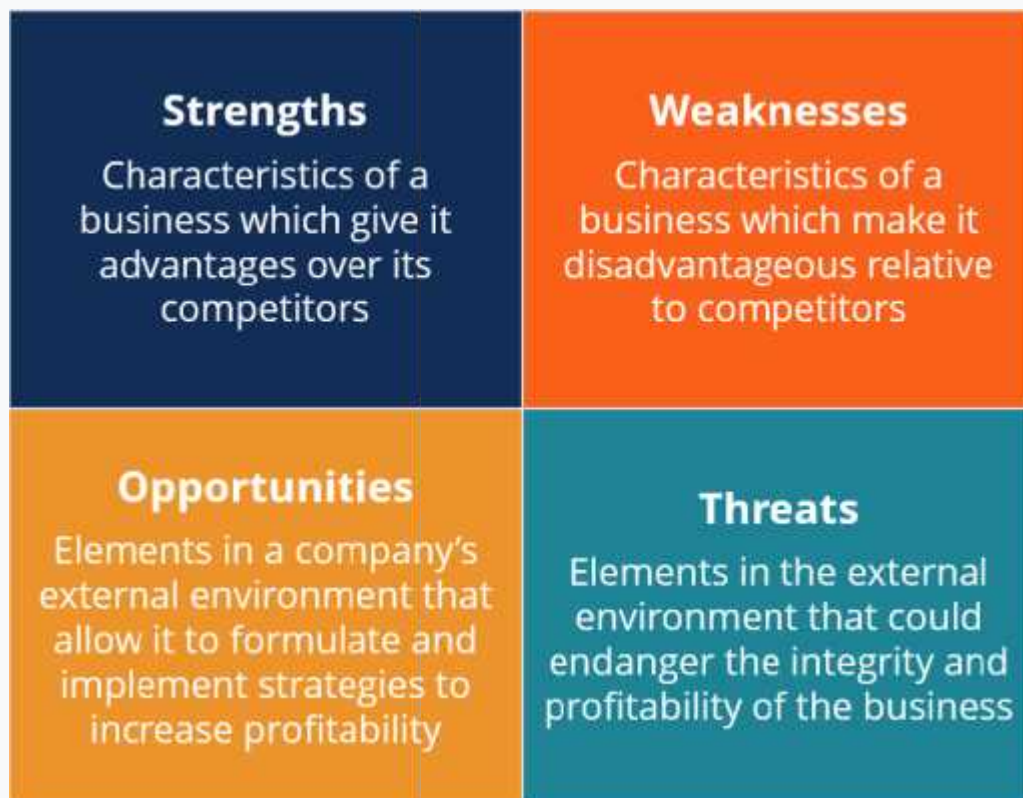 Strengths
Characteristics of a
business which give it
advantages over its
competitors
Weaknesses
Characteristics of a
business which make it
disadvantageous relative
to competitors
Opportunities
Elements in a company’s
external environment that
allow it to formulate and
implement strategies to
increase profitability
Threats
Elements in the external
environment that could
endanger the integrity and
profitability of the business